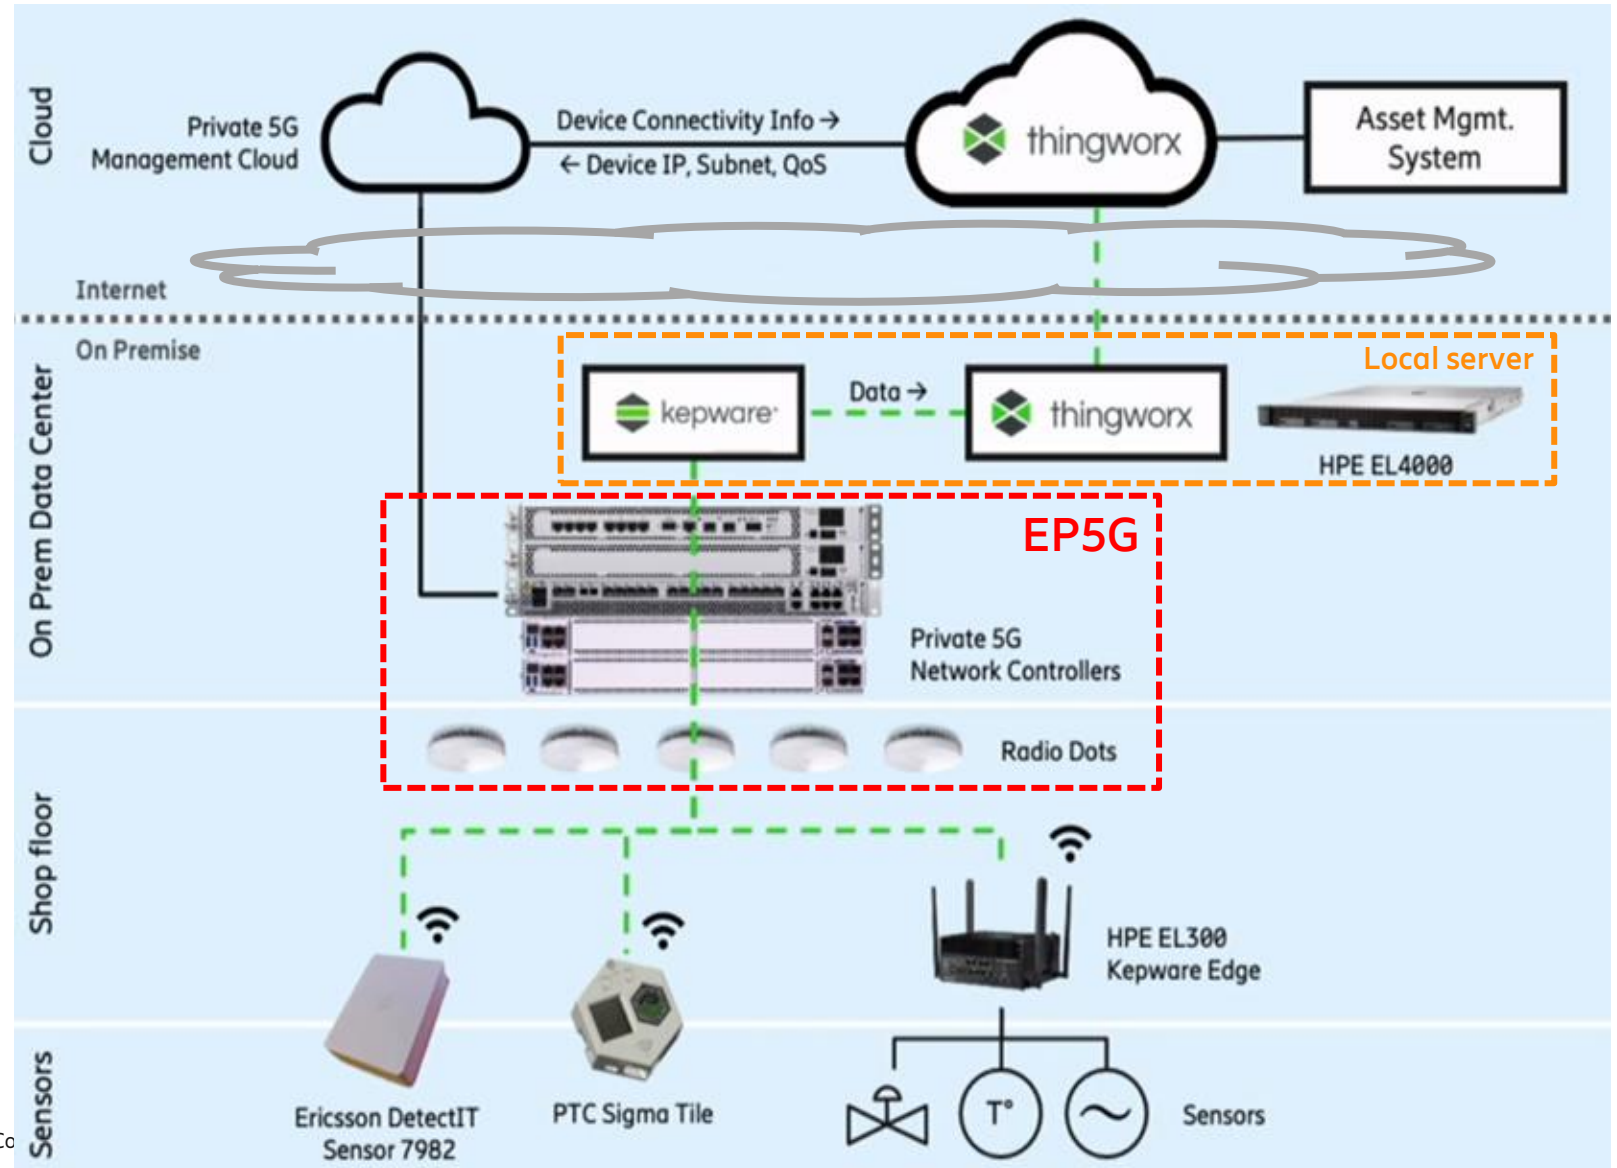 Cloud
Private 5G
Management Cloud
Device Connectivity Info →
← Device IP, Subnet, QoS
thingworx
Asset Mgmt.
System
Internet
On Premise
On Prem Data Center
Local server
kepware
Data →
thingworx
HPE EL4000
EP5G
Private 5G
Network Controllers
Radio Dots
Shop floor
HPE EL300
Kepware Edge
Sensors
Ericsson DetectIT
Sensor 7982
PTC Sigma Tile
T°
Sensors